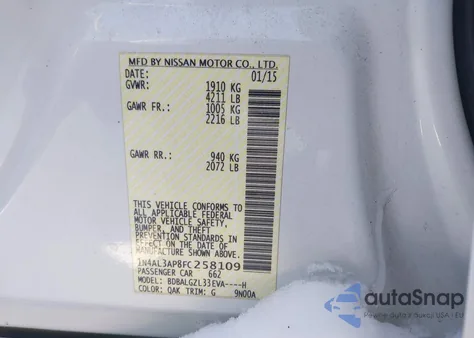 MFD BY NISSAN MOTOR CO., LTD.
DATE: 01/15
GVWR: 1910 KG
4211 LB
GAWR FR.: 1005 KG
2216 LB
GAWR RR.: 940 KG
2072 LB
THIS VEHICLE CONFORMS TO
ALL APPLICABLE FEDERAL
MOTOR VEHICLE SAFETY,
BUMPER, AND THEFT
PREVENTION STANDARDS IN
EFFECT ON THE DATE OF
MANUFACTURE SHOWN ABOVE.
1N4AL3AP8FC258109
PASSENGER CAR 662
MODEL: BDBALGZL33EVA----H
COLOR: QAK TRIM: G 9N00A
autoSnap